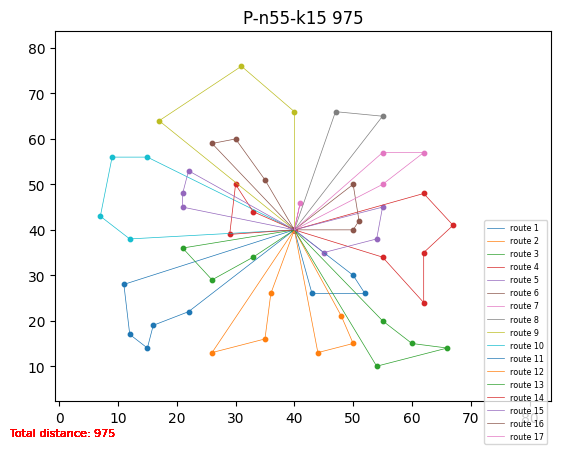 P-n55-k15 975
80
70
60
50
40
30
20
10
0 10 20 30 40 50 60 70 80
route 1
route 2
route 3
route 4
route 5
route 6
route 7
route 8
route 9
route 10
route 11
route 12
route 13
route 14
route 15
route 16
route 17
Total distance: 975